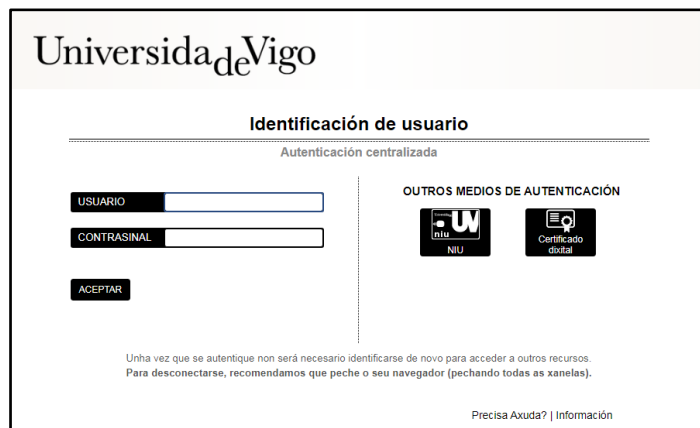 Universidade Vigo
Identificación de usuario
Autenticación centralizada
USUARIO
CONTRASINAL
ACEPTAR
OUTROS MEDIOS DE AUTENTICACIÓN
niu
NIU
Certificado
dixital
Unha vez que se autentique non será necesario identificarse de novo para acceder a outros recursos.
Para desconectarse, recomendamos que peche o seu navegador (pechando todas as xanelas).
Precisa Axuda? | Información